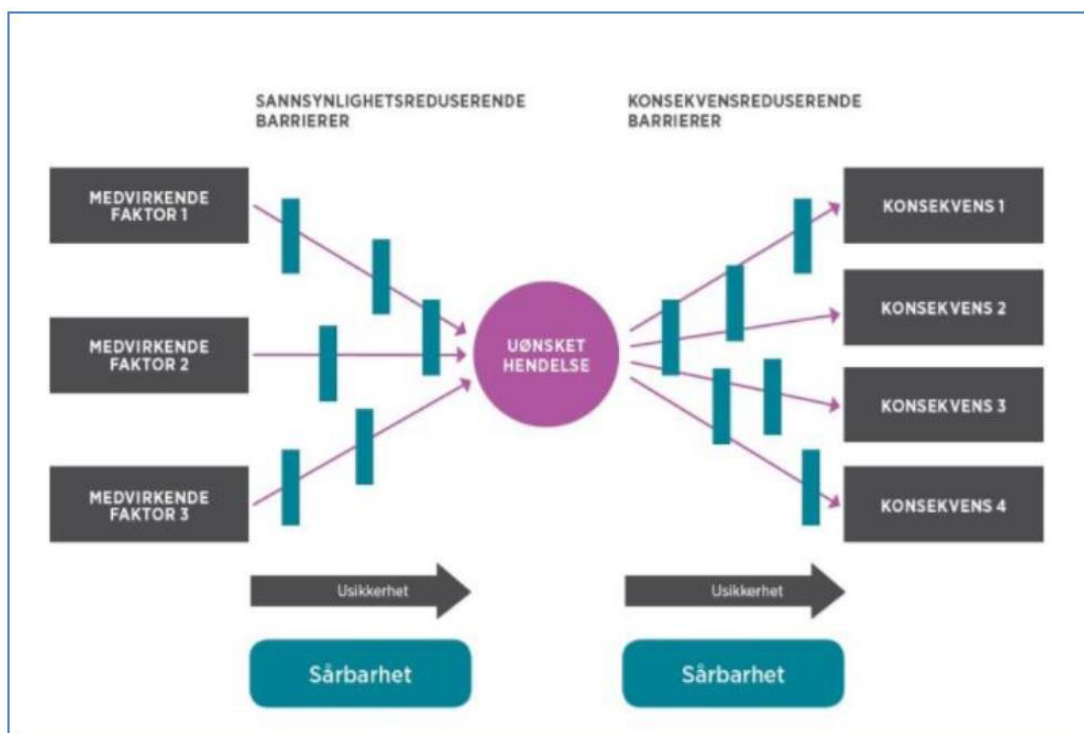 SANNSYNLIGHETSREDUSERENDE
BARRIERER
KONSEKVENSREDUSERENDE
BARRIERER
MEDVIRKENDE
FAKTOR 1
MEDVIRKENDE
FAKTOR 2
MEDVIRKENDE
FAKTOR 3
UØNSKET
HENDELSE
KONSEKVENS 1
KONSEKVENS 2
KONSEKVENS 3
KONSEKVENS 4
Usikkerhet
Usikkerhet
Sårbarhet
Sårbarhet